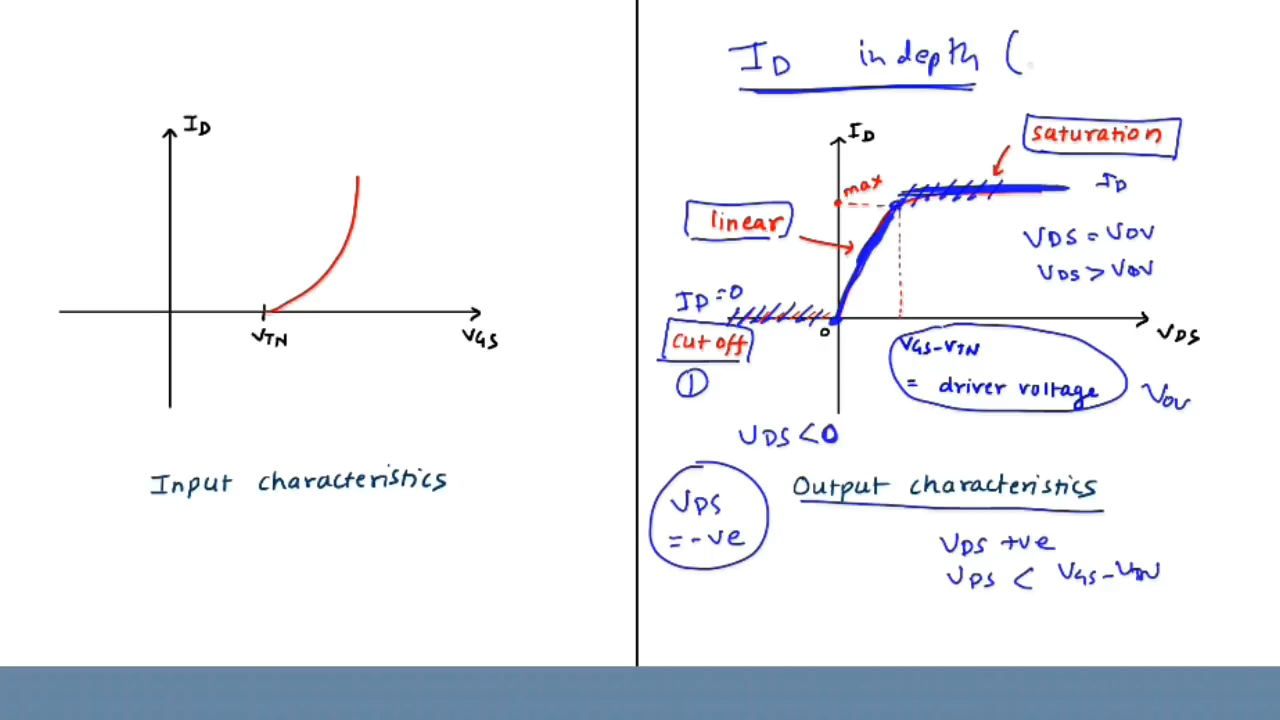 ID
VTN
VGS
Input characteristics
ID in depth (
ID
saturation
max
ID
linear
VDS = VOV
VDS > VOV
ID = 0
cut off
0
VDS
VGS-VTN
= driver voltage
VOV
1
VDS < 0
VDS
= -ve
Output characteristics
VDS +ve
VDS < VGS-VTN